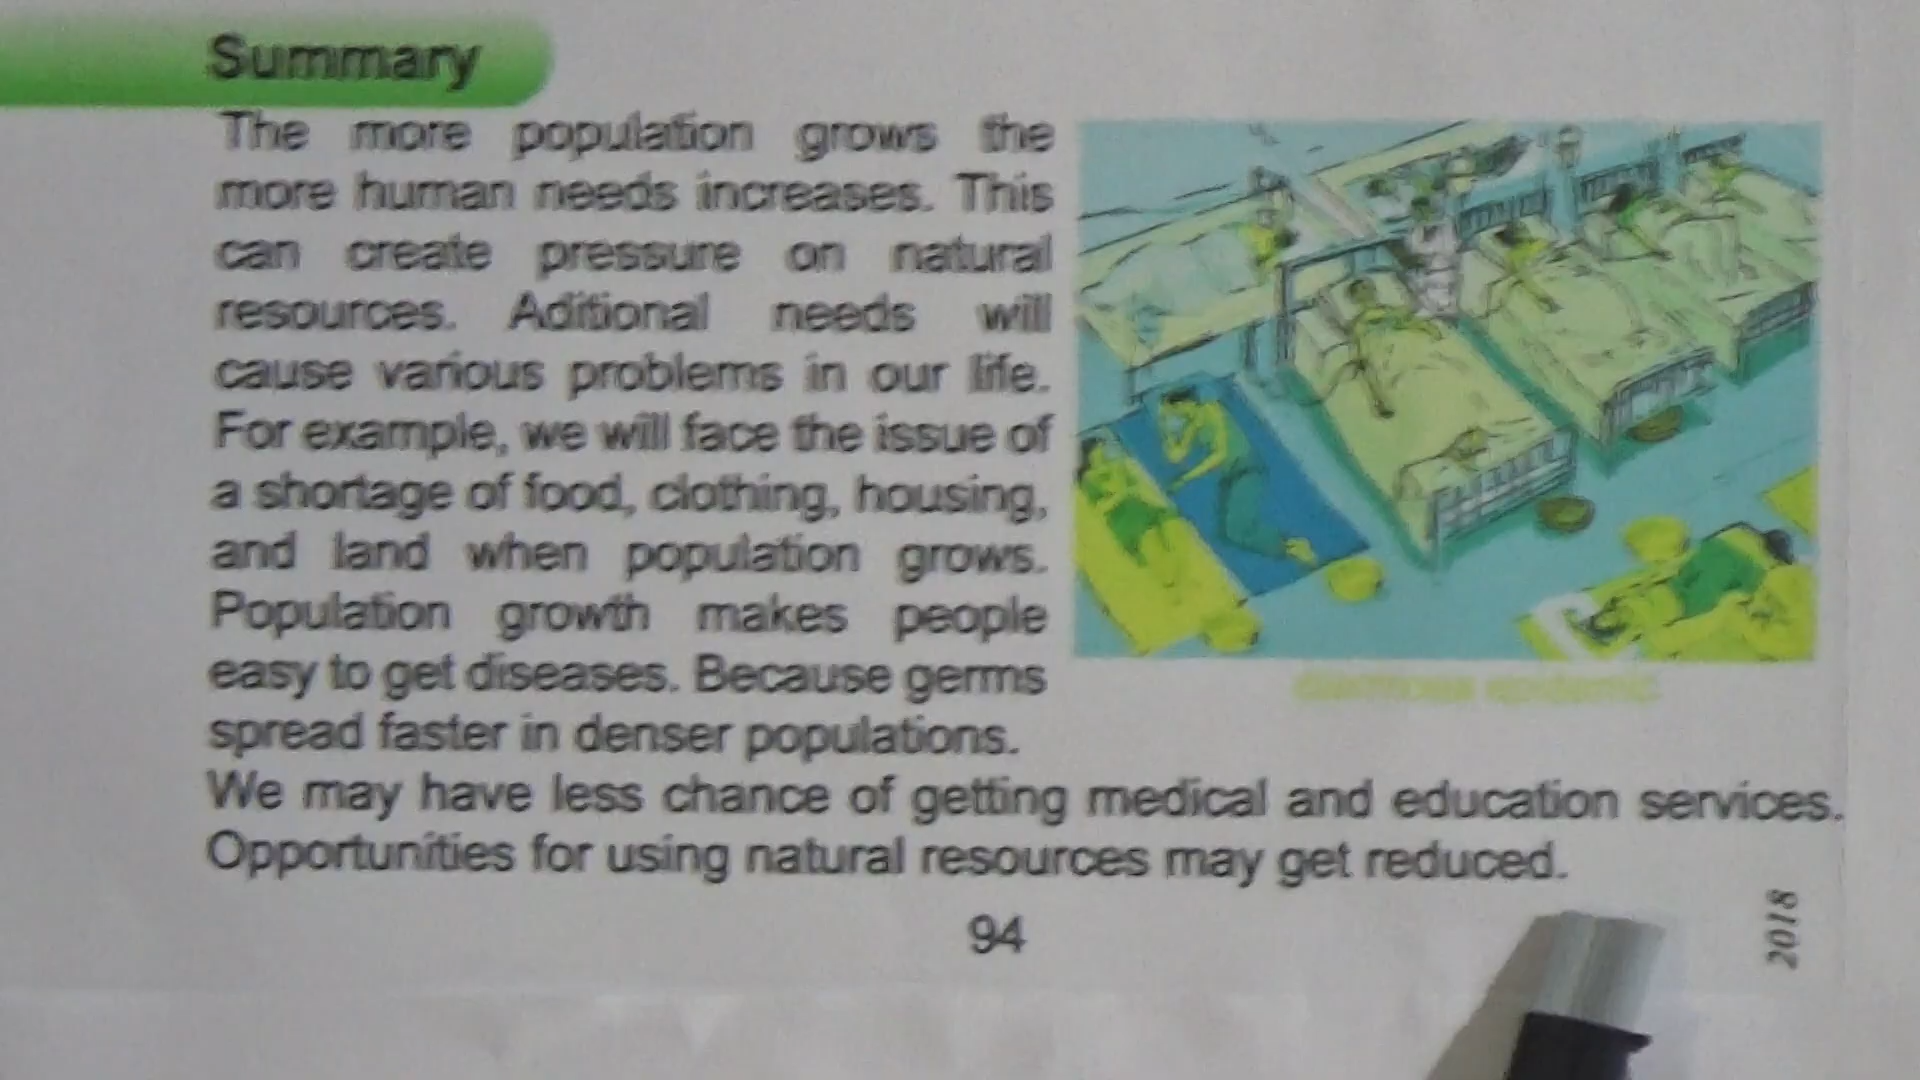 Summary
The more population grows the
more human needs increases. This
can create pressure on natural
resources. Aditional needs will
cause various problems in our life.
For example, we will face the issue of
a shortage of food, clothing, housing,
and land when population grows.
Population growth makes people
easy to get diseases. Because germs
spread faster in denser populations.
We may have less chance of getting medical and education services.
Opportunities for using natural resources may get reduced.
94
2018